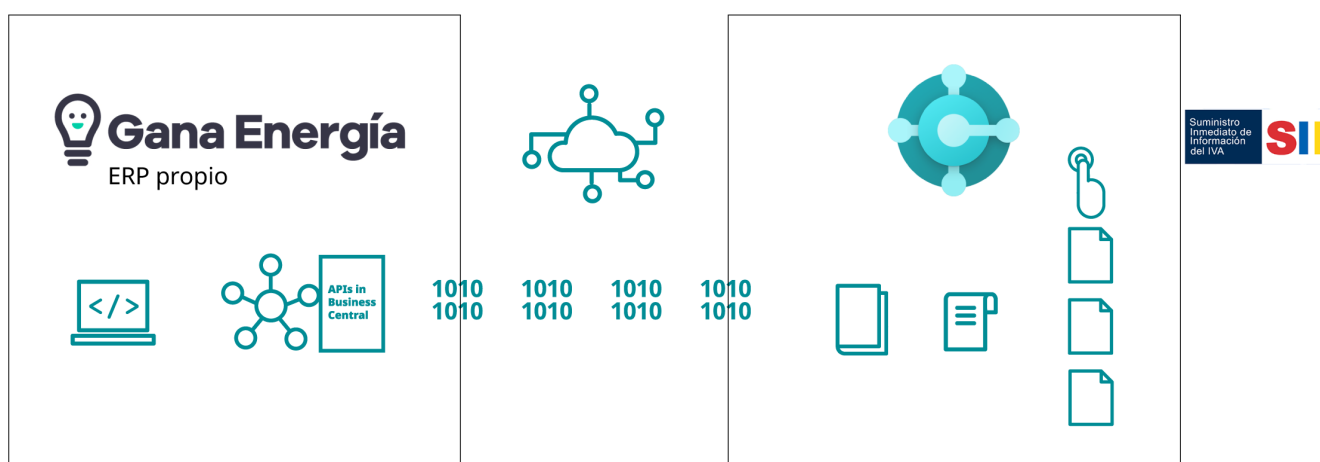 Gana Energía
ERP propio
Suministro
Inmediato de
Información
del IVA
SII
</>
APIs in
Business
Central
1010 1010 1010 1010
1010 1010 1010 1010